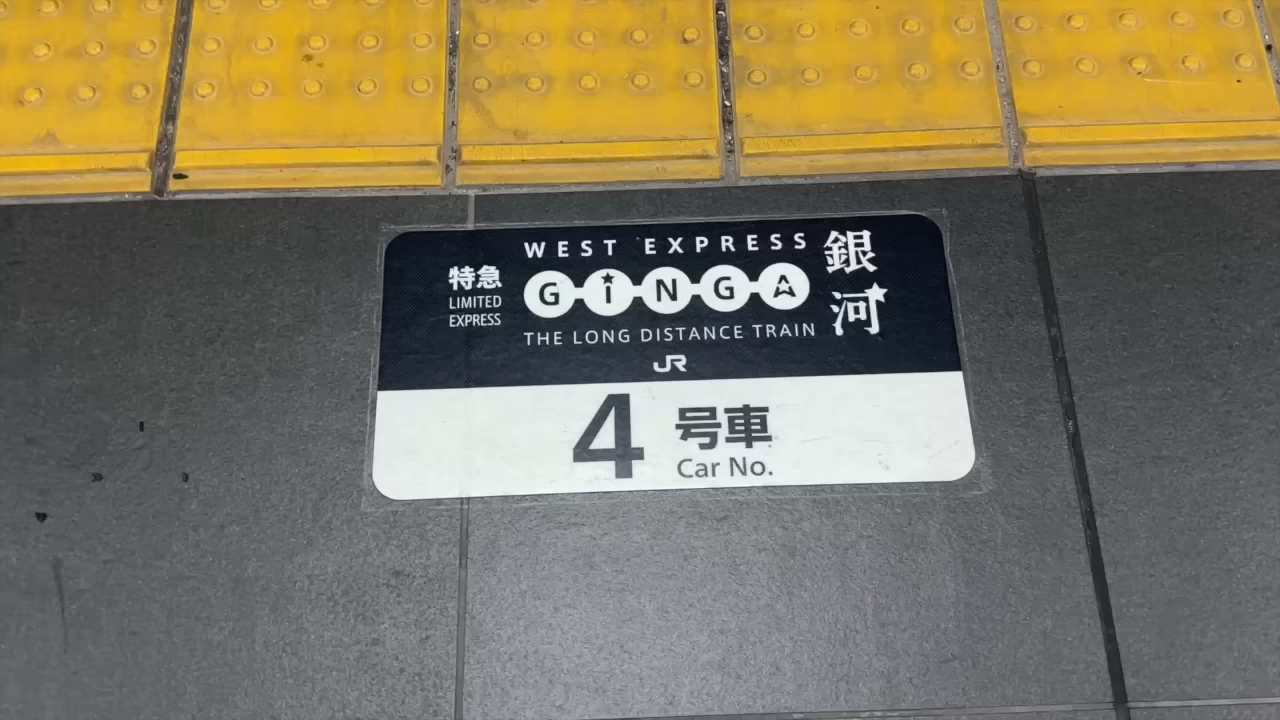 特急
LIMITED
EXPRESS
WEST EXPRESS
GiNGA
THE LONG DISTANCE TRAIN
銀河
JR
4号車
Car No.